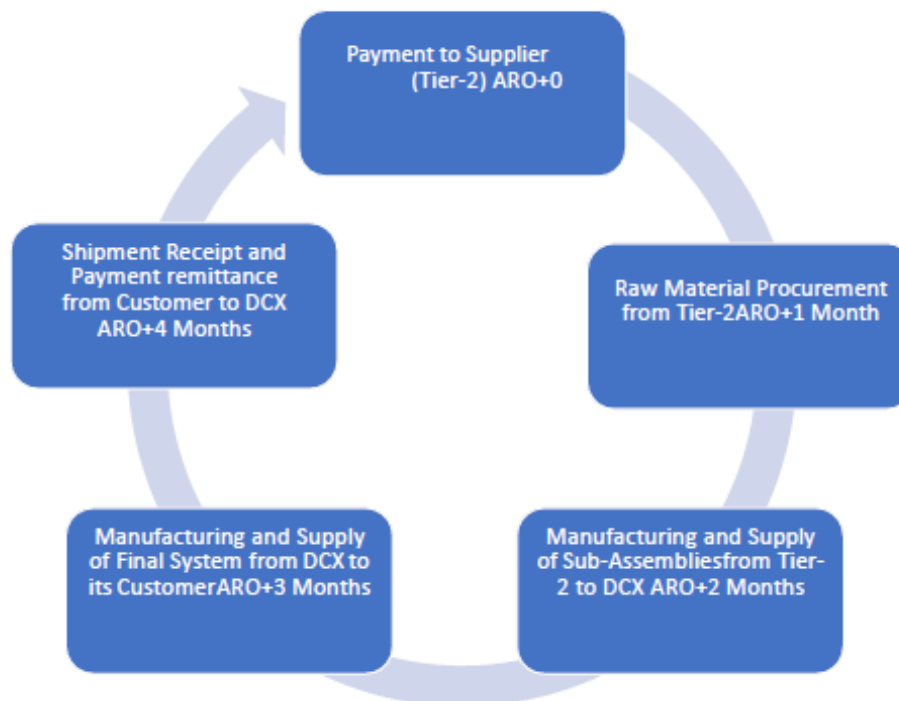 Payment to Supplier
(Tier-2) ARO+0
Raw Material Procurement
from Tier-2ARO+1 Month
Manufacturing and Supply
of Sub-Assembliesfrom Tier-
2 to DCX ARO+2 Months
Manufacturing and Supply
of Final System from DCX to
its CustomerARO+3 Months
Shipment Receipt and
Payment remittance
from Customer to DCX
ARO+4 Months